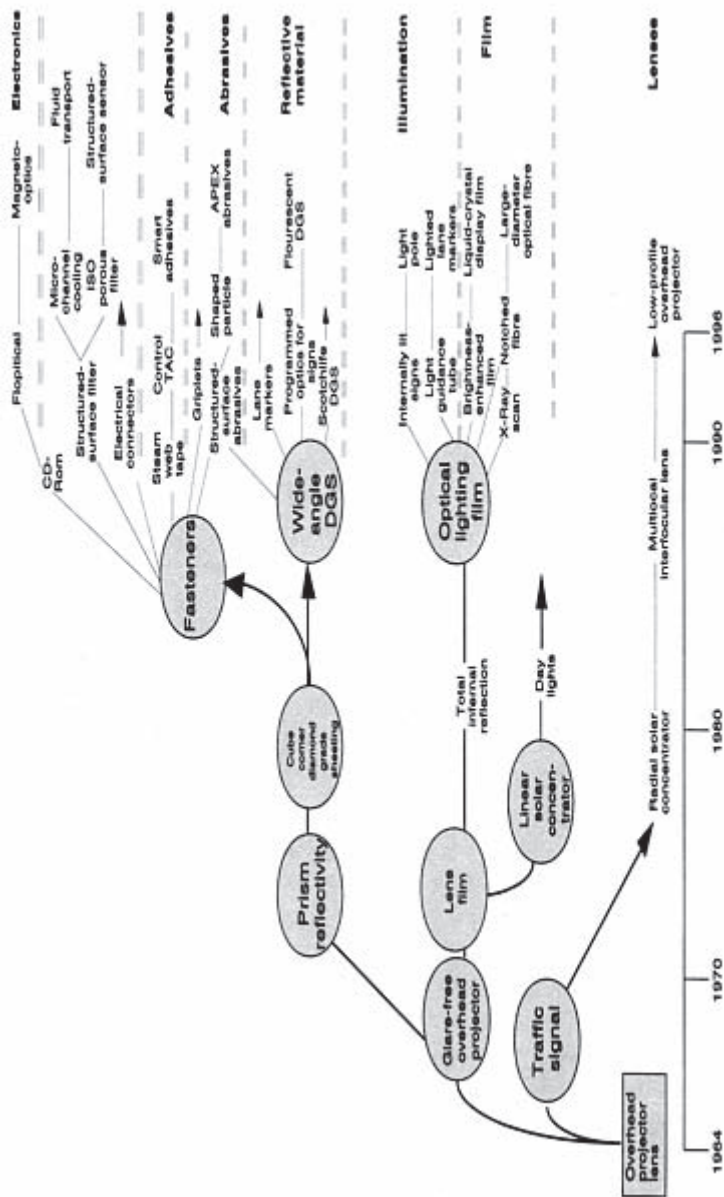 Electronics
Floptical
Magneto-
optics
CD-
Rom
Micro-
channel
cooling
Fluid
transport
Structured-
surface filter
ISO
porous
filter
Structured-
surface sensor
Electrical
connectors
Adhesives
Steam
web
tape
Control
TAC
Smart
adhesives
Fasteners
Griplets
Abrasives
Structured-
surface
abrasives
Shaped
particle
APEX
abrasives
Reflective
material
Lane
markers
Programmed
optics for
signs
Flourescent
DGS
Scotchlife
DGS
Wide-
angle
DGS
Cube
corner
diamond
grade
sheeting
Prism
reflectivity
Illumination
Internally lit
signs
Light
pole
Light
guidance
tube
Lighted
lane
markers
Film
Brightness-
enhanced
film
Liquid-crystal
display film
X-Ray
scan
Notched
fibre
Large-
diameter
optical fibre
Optical
lighting
film
Total
infernal
reflection
Lens
film
Glare-free
overhead
projector
Linear
solar
concen-
trator
Day
lights
Traffic
signal
Lenses
Overhead
projector
lens
Radial solar
concentrator
Multiocal
interfocular lens
Low-profile
overhead
projector
1964
1970
1980
1990
1996